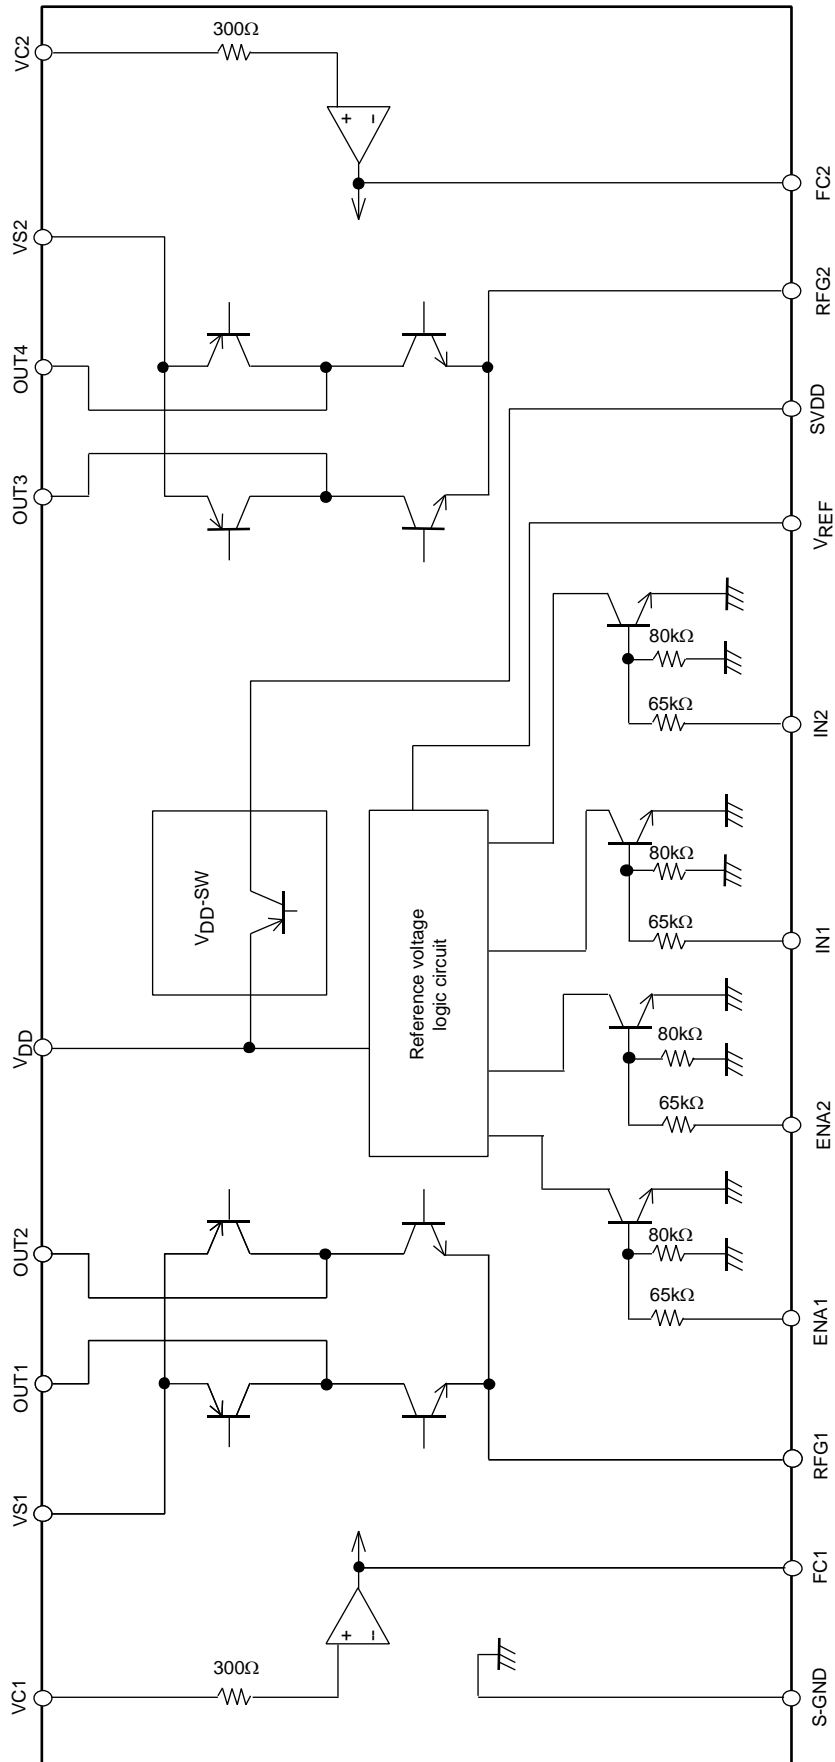 VC2
300Ω
+ −
FC2
VS2
RFG2
OUT4
SVDD
OUT3
VREF
80kΩ
65kΩ
IN2
VDD-SW
80kΩ
65kΩ
IN1
Reference voltage
logic circuit
VDD
80kΩ
65kΩ
ENA2
OUT2
80kΩ
65kΩ
ENA1
OUT1
RFG1
VS1
FC1
+ −
300Ω
VC1
S-GND